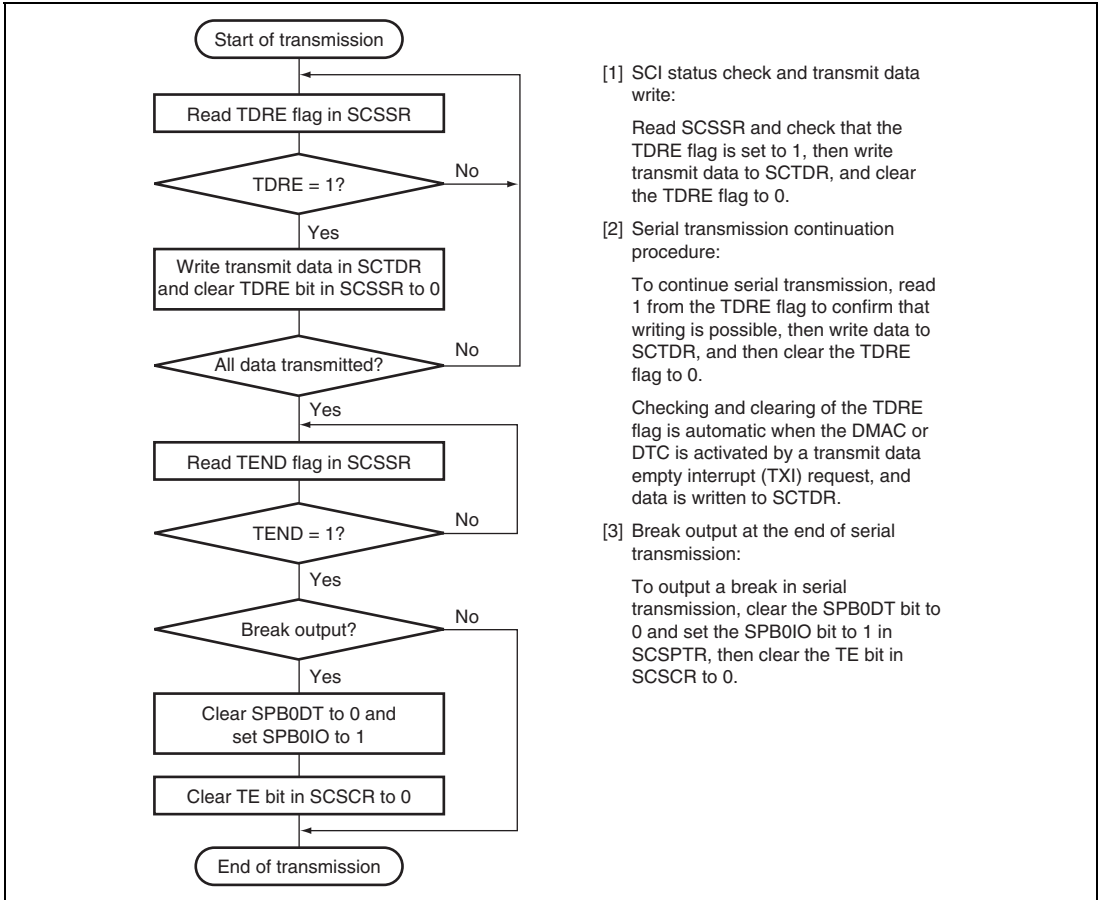 Start of transmission
Read TDRE flag in SCSSR
TDRE = 1?
No
Yes
Write transmit data in SCTDR
and clear TDRE bit in SCSSR to 0
All data transmitted?
No
Yes
Read TEND flag in SCSSR
TEND = 1?
No
Yes
Break output?
No
Yes
Clear SPB0DT to 0 and
set SPB0IO to 1
Clear TE bit in SCSCR to 0
End of transmission
[1] SCI status check and transmit data
write:
Read SCSSR and check that the
TDRE flag is set to 1, then write
transmit data to SCTDR, and clear
the TDRE flag to 0.
[2] Serial transmission continuation
procedure:
To continue serial transmission, read
1 from the TDRE flag to confirm that
writing is possible, then write data to
SCTDR, and then clear the TDRE
flag to 0.
Checking and clearing of the TDRE
flag is automatic when the DMAC or
DTC is activated by a transmit data
empty interrupt (TXI) request, and
data is written to SCTDR.
[3] Break output at the end of serial
transmission:
To output a break in serial
transmission, clear the SPB0DT bit to
0 and set the SPB0IO bit to 1 in
SCSPTR, then clear the TE bit in
SCSCR to 0.